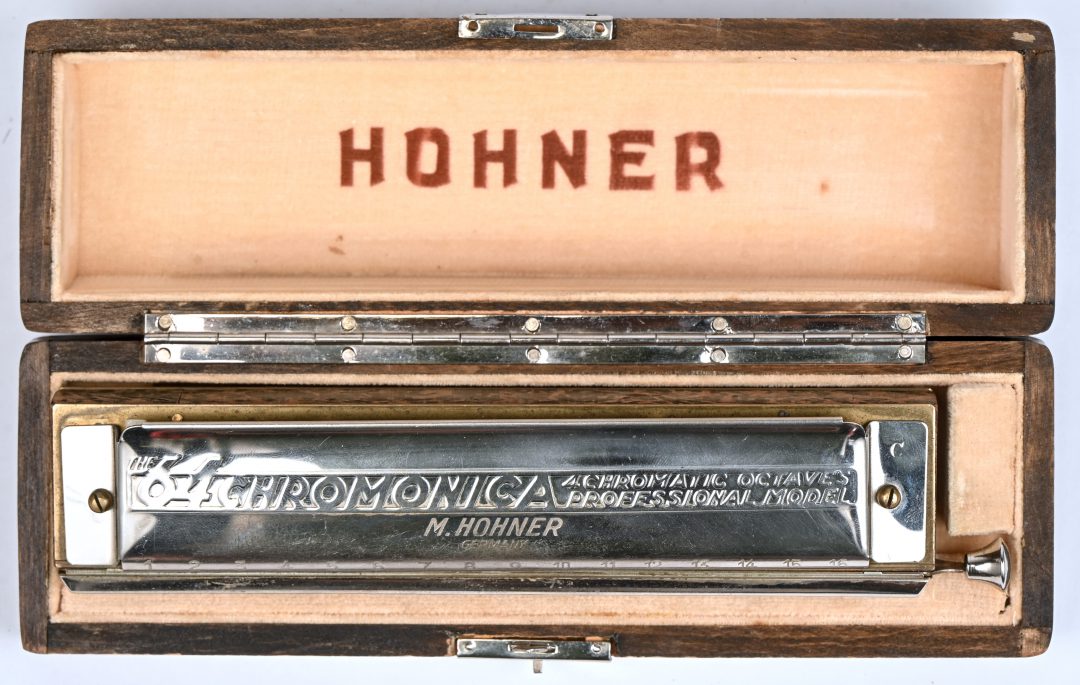 HOHNER
C
THE 64 CHROMONICA 4 CHROMATIC OCTAVES
PROFESSIONAL MODEL
M. HOHNER
GERMANY
1 2 3 4 5 6 7 8 9 10 11 12 13 14 15 16